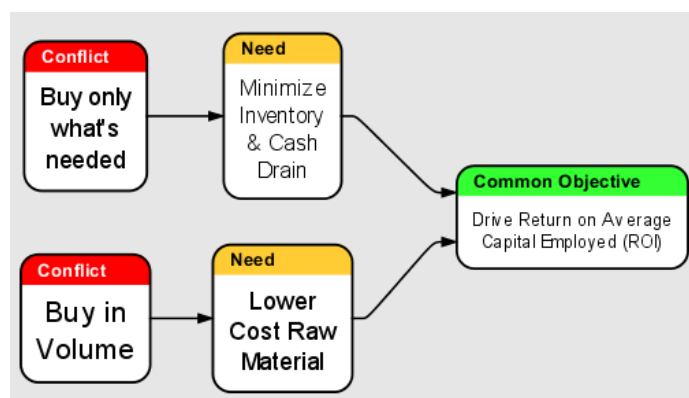 Conflict
Buy only
what's
needed
Need
Minimize
Inventory
& Cash
Drain
Common Objective
Drive Return on Average
Capital Employed (ROI)
Conflict
Buy in
Volume
Need
Lower
Cost Raw
Material